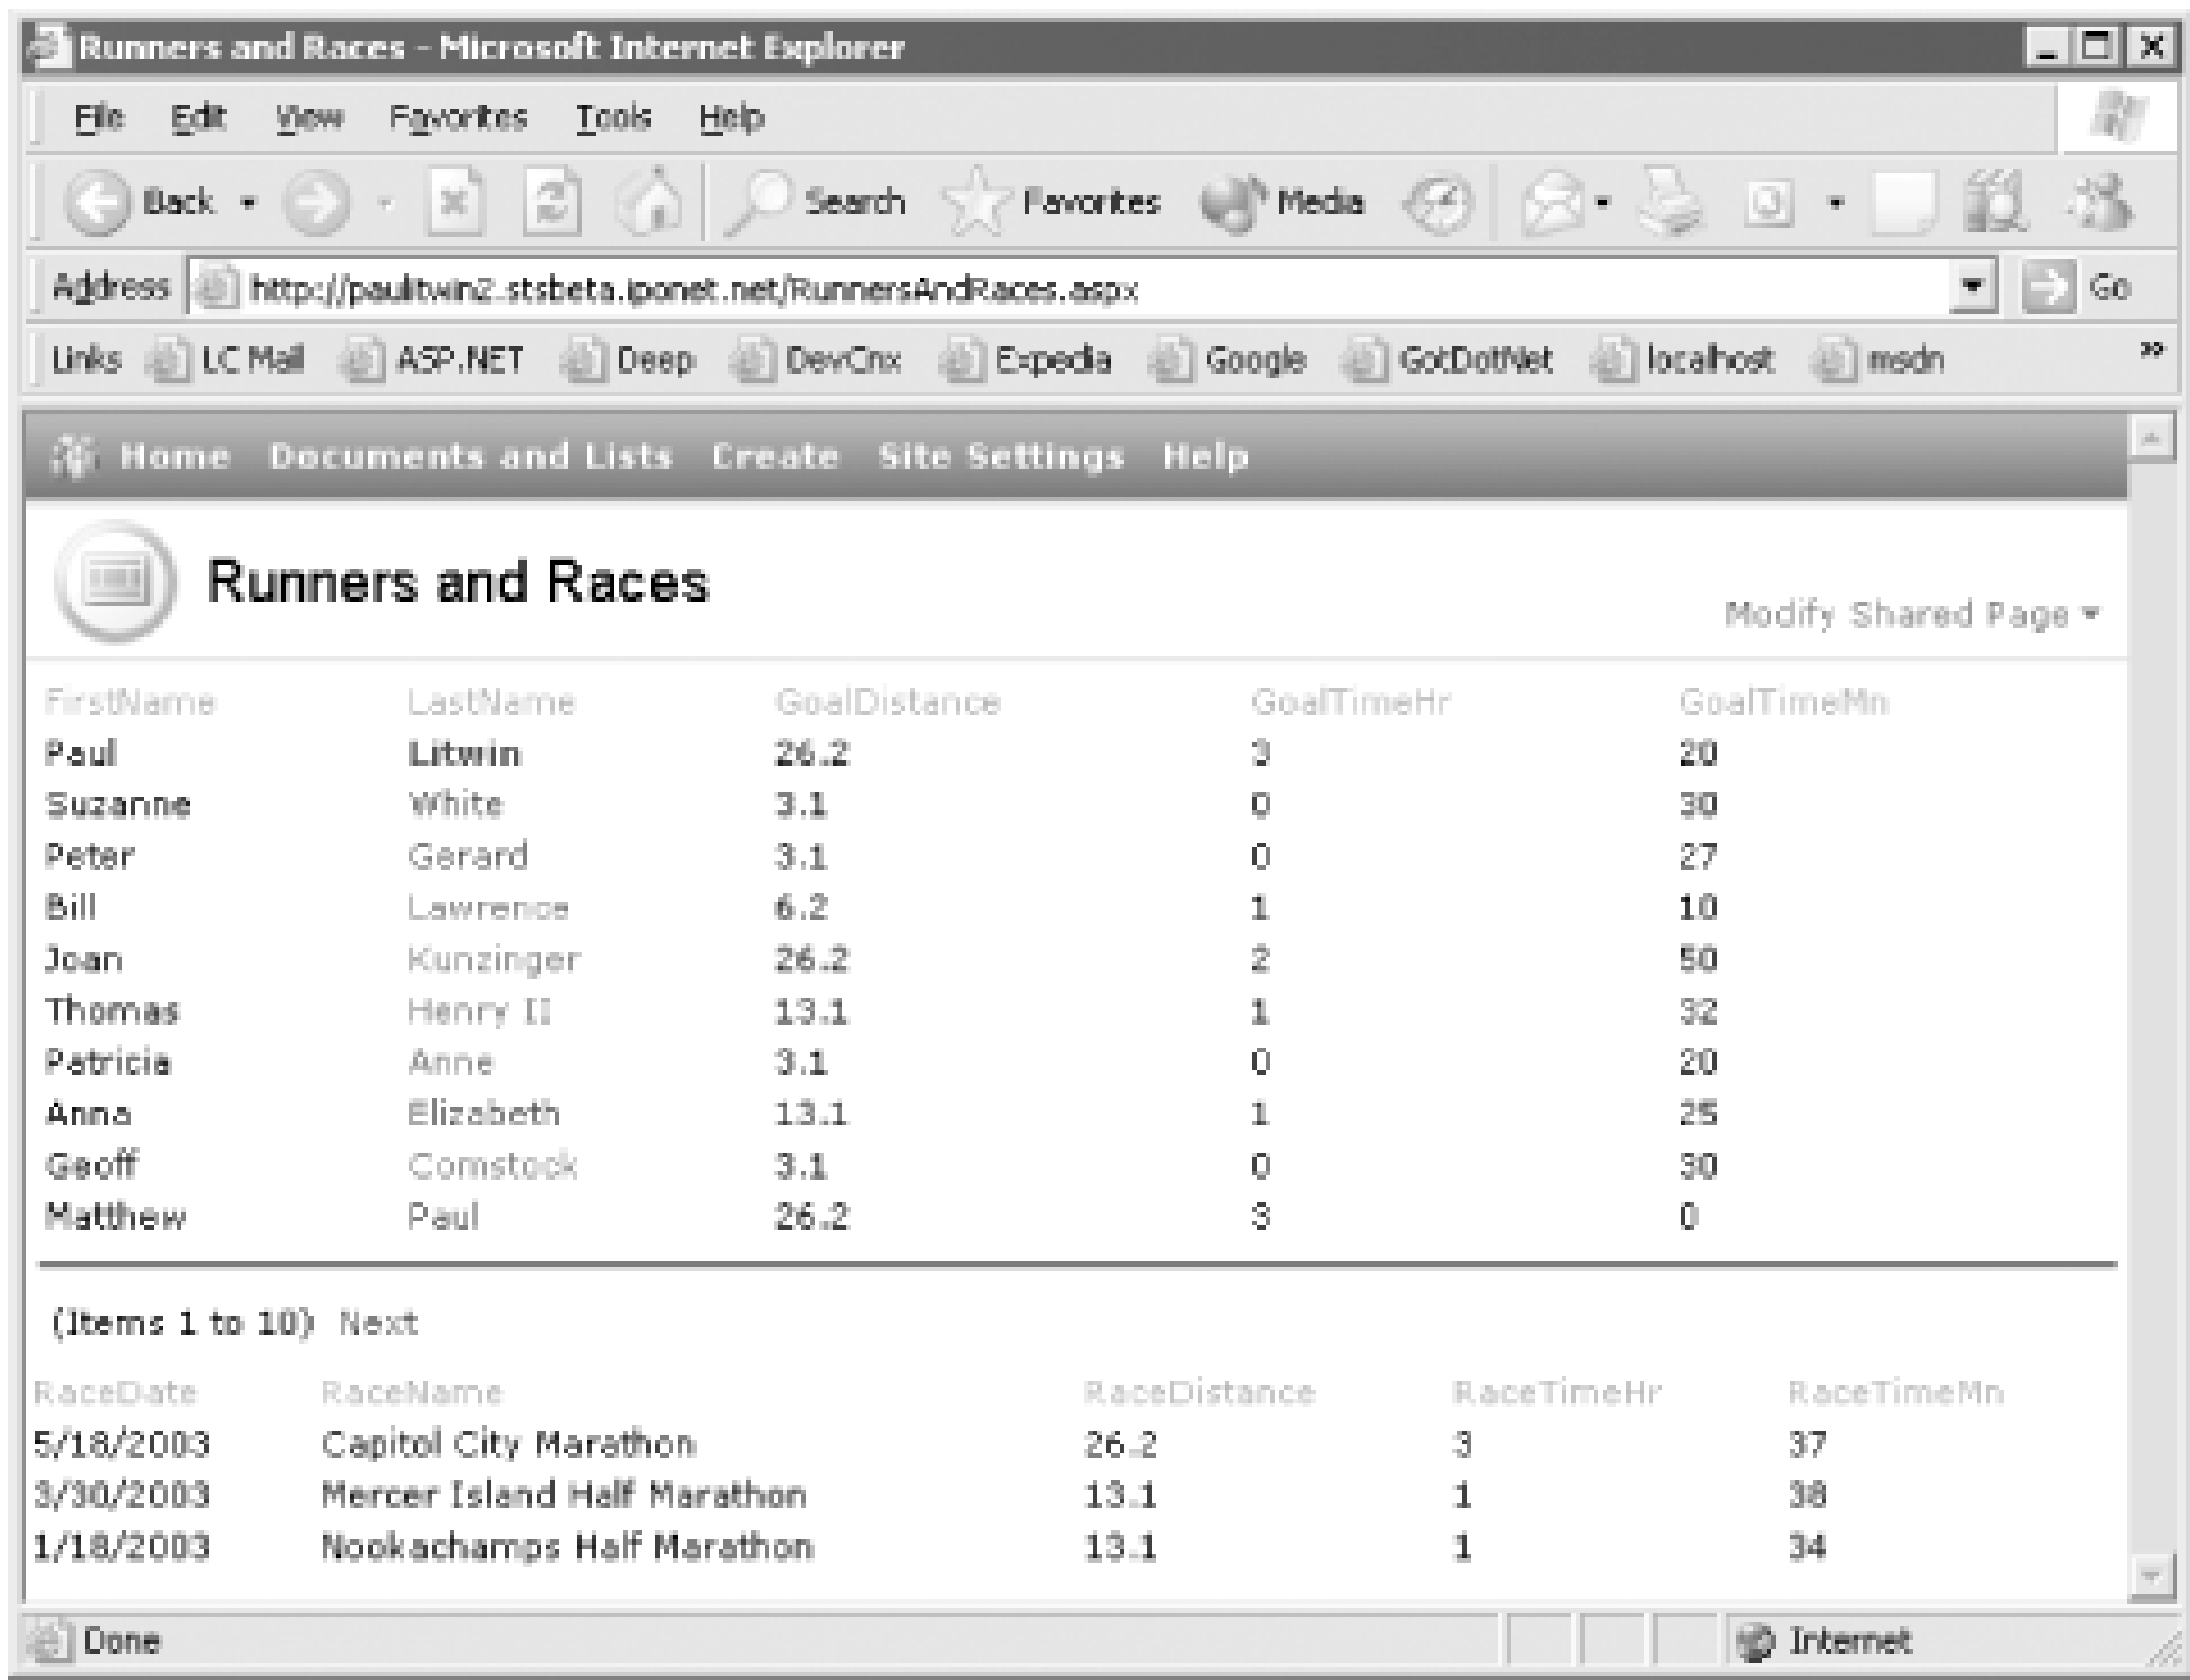 Runners and Races - Microsoft Internet Explorer
File Edit View Favorites Tools Help
Back Search Favorites Media
Address http://paulitwin2.stsbeta.iponet.net/RunnersAndRaces.aspx Go
Links LC Mail ASP.NET Deep DevCnx Expedia Google GotDotNet localhost msdn »
Home Documents and Lists Create Site Settings Help
Runners and Races
Modify Shared Page
FirstName LastName GoalDistance GoalTimeHr GoalTimeMn
Paul Litwin 26.2 3 20
Suzanne White 3.1 0 30
Peter Gerard 3.1 0 27
Bill Lawrence 6.2 1 10
Joan Kunzinger 26.2 2 50
Thomas Henry II 13.1 1 32
Patricia Anne 3.1 0 20
Anna Elizabeth 13.1 1 25
Geoff Comstock 3.1 0 30
Matthew Paul 26.2 3 0
(Items 1 to 10) Next
RaceDate RaceName RaceDistance RaceTimeHr RaceTimeMn
5/18/2003 Capitol City Marathon 26.2 3 37
3/30/2003 Mercer Island Half Marathon 13.1 1 38
1/18/2003 Nookachamps Half Marathon 13.1 1 34
Done Internet